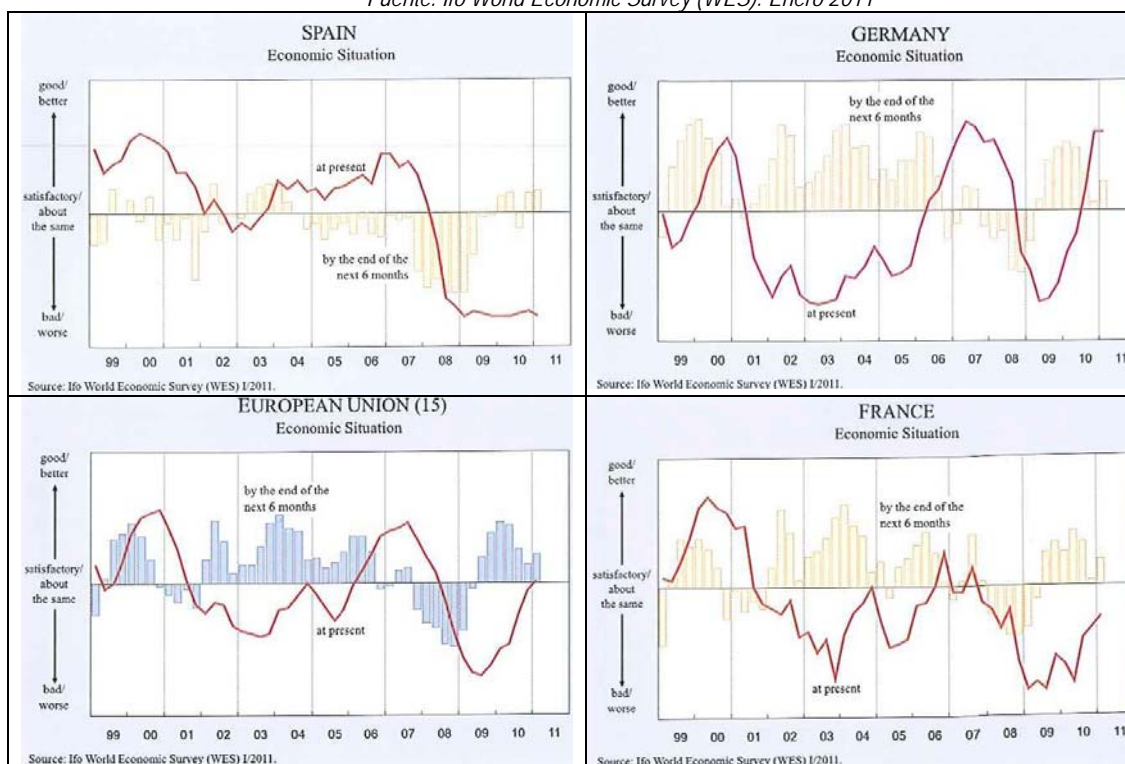 Fuente: Ifo World Economic Survey (WES). Enero 2011
SPAIN
Economic Situation
good/
better
satisfactory/
about
the same
bad/
worse
at present
by the end of the
next 6 months
99 00 01 02 03 04 05 06 07 08 09 10 11
Source: Ifo World Economic Survey (WES) I/2011.
GERMANY
Economic Situation
good/
better
satisfactory/
about
the same
bad/
worse
by the end of the
next 6 months
at present
99 00 01 02 03 04 05 06 07 08 09 10 11
Source: Ifo World Economic Survey (WES) I/2011.
EUROPEAN UNION (15)
Economic Situation
good/
better
satisfactory/
about
the same
bad/
worse
by the end of the
next 6 months
at present
99 00 01 02 03 04 05 06 07 08 09 10 11
Source: Ifo World Economic Survey (WES) I/2011.
FRANCE
Economic Situation
good/
better
satisfactory/
about
the same
bad/
worse
by the end of the
next 6 months
at present
99 00 01 02 03 04 05 06 07 08 09 10 11
Source: Ifo World Economic Survey (WES) I/2011.